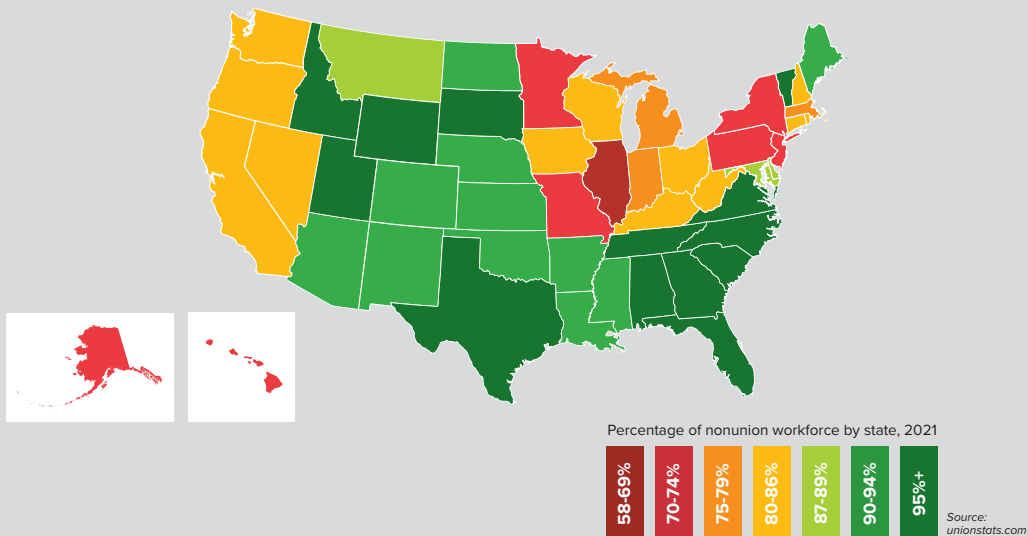 Percentage of nonunion workforce by state, 2021
58-69%
70-74%
75-79%
80-86%
87-89%
90-94%
95%+
Source:
unionstats.com